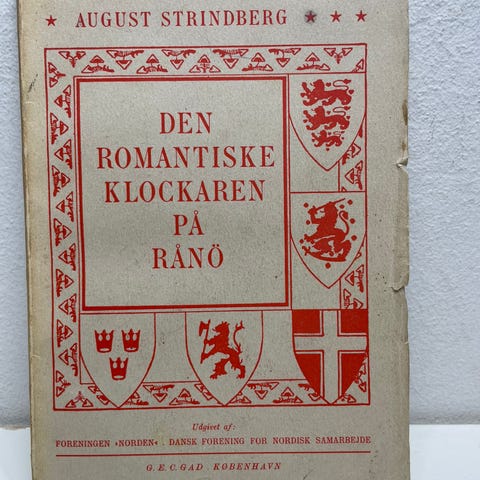 AUGUST STRINDBERG
DEN
ROMANTISKE
KLOCKAREN
PÅ
RÅNÖ
Udgivet af:
FORENINGEN »NORDEN« . DANSK FORENING FOR NORDISK SAMARBEJDE
G. E. C. GAD . KØBENHAVN